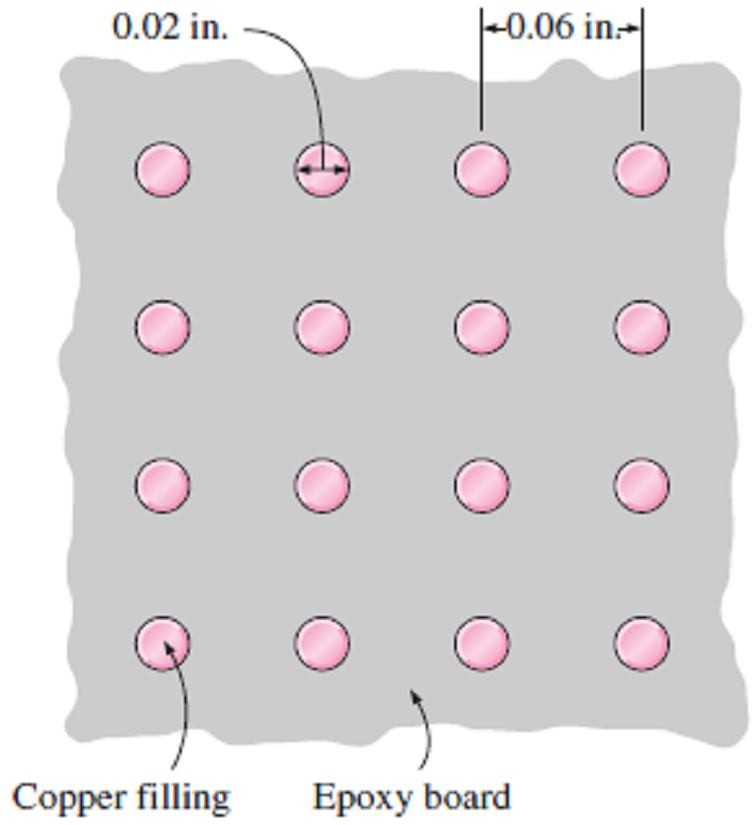 0.02 in.
0.06 in.
Copper filling
Epoxy board